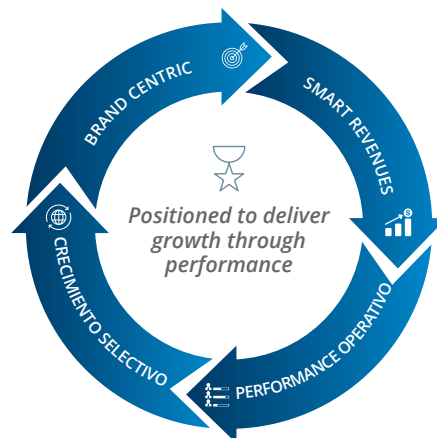 BRAND CENTRIC
SMART REVENUES
PERFORMANCE OPERATIVO
CRECIMIENTO SELECTIVO
Positioned to deliver
growth through
performance
$